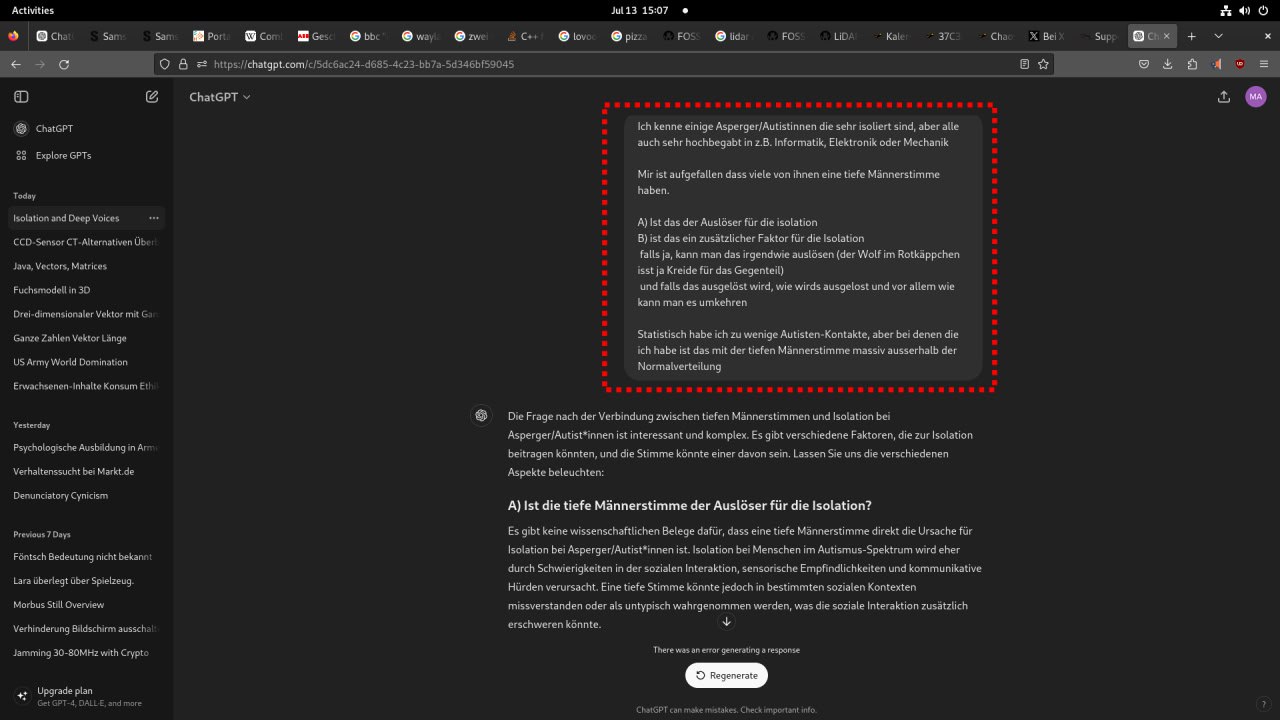 Activities
Jul 13 15:07
Chat
Sams
Sams
Porta
Coml
ABB
Gesch
bbc
wayla
zwei
C++
lovoo
pizza
FOSS
lidar
FOSS
LiDAR
Kalen
37C3
Chao
Bei X
Supp
Ch
https://chatgpt.com/c/5dc6ac24-d685-4c23-bb7a-5d346bf59045
ChatGPT
MA
ChatGPT
Explore GPTs
Today
Isolation and Deep Voices
CCD-Sensor CT-Alternativen Überb
Java, Vectors, Matrices
Fuchsmodell in 3D
Drei-dimensionaler Vektor mit Gan
Ganze Zahlen Vektor Länge
US Army World Domination
Erwachsenen-Inhalte Konsum Ethi
Yesterday
Psychologische Ausbildung in Arme
Verhaltenssucht bei Markt.de
Denunciatory Cynicism
Previous 7 Days
Föntsch Bedeutung nicht bekannt
Lara überlegt über Spielzeug.
Morbus Still Overview
Verhinderung Bildschirm ausschalt
Jamming 30-80MHz with Crypto
Upgrade plan
Get GPT-4, DALL·E, and more
Ich kenne einige Asperger/Autistinnen die sehr isoliert sind, aber alle
auch sehr hochbegabt in z.B. Informatik, Elektronik oder Mechanik
Mir ist aufgefallen dass viele von ihnen eine tiefe Männerstimme
haben.
A) Ist das der Auslöser für die isolation
B) ist das ein zusätzlicher Faktor für die Isolation
falls ja, kann man das irgendwie auslösen (der Wolf im Rotkäppchen
isst ja Kreide für das Gegenteil)
und falls das ausgelöst wird, wie wirds ausgelost und vor allem wie
kann man es umkehren
Statistisch habe ich zu wenige Autisten-Kontakte, aber bei denen die
ich habe ist das mit der tiefen Männerstimme massiv ausserhalb der
Normalverteilung
Die Frage nach der Verbindung zwischen tiefen Männerstimmen und Isolation bei
Asperger/Autist*innen ist interessant und komplex. Es gibt verschiedene Faktoren, die zur Isolation
beitragen könnten, und die Stimme könnte einer davon sein. Lassen Sie uns die verschiedenen
Aspekte beleuchten:
A) Ist die tiefe Männerstimme der Auslöser für die Isolation?
Es gibt keine wissenschaftlichen Belege dafür, dass eine tiefe Männerstimme direkt die Ursache für
Isolation bei Asperger/Autist*innen ist. Isolation bei Menschen im Autismus-Spektrum wird eher
durch Schwierigkeiten in der sozialen Interaktion, sensorische Empfindlichkeiten und kommunikative
Hürden verursacht. Eine tiefe Stimme könnte jedoch in bestimmten sozialen Kontexten
missverstanden oder als untypisch wahrgenommen werden, was die soziale Interaktion zusätzlich
erschweren könnte.
There was an error generating a response
Regenerate
ChatGPT can make mistakes. Check important info.
?